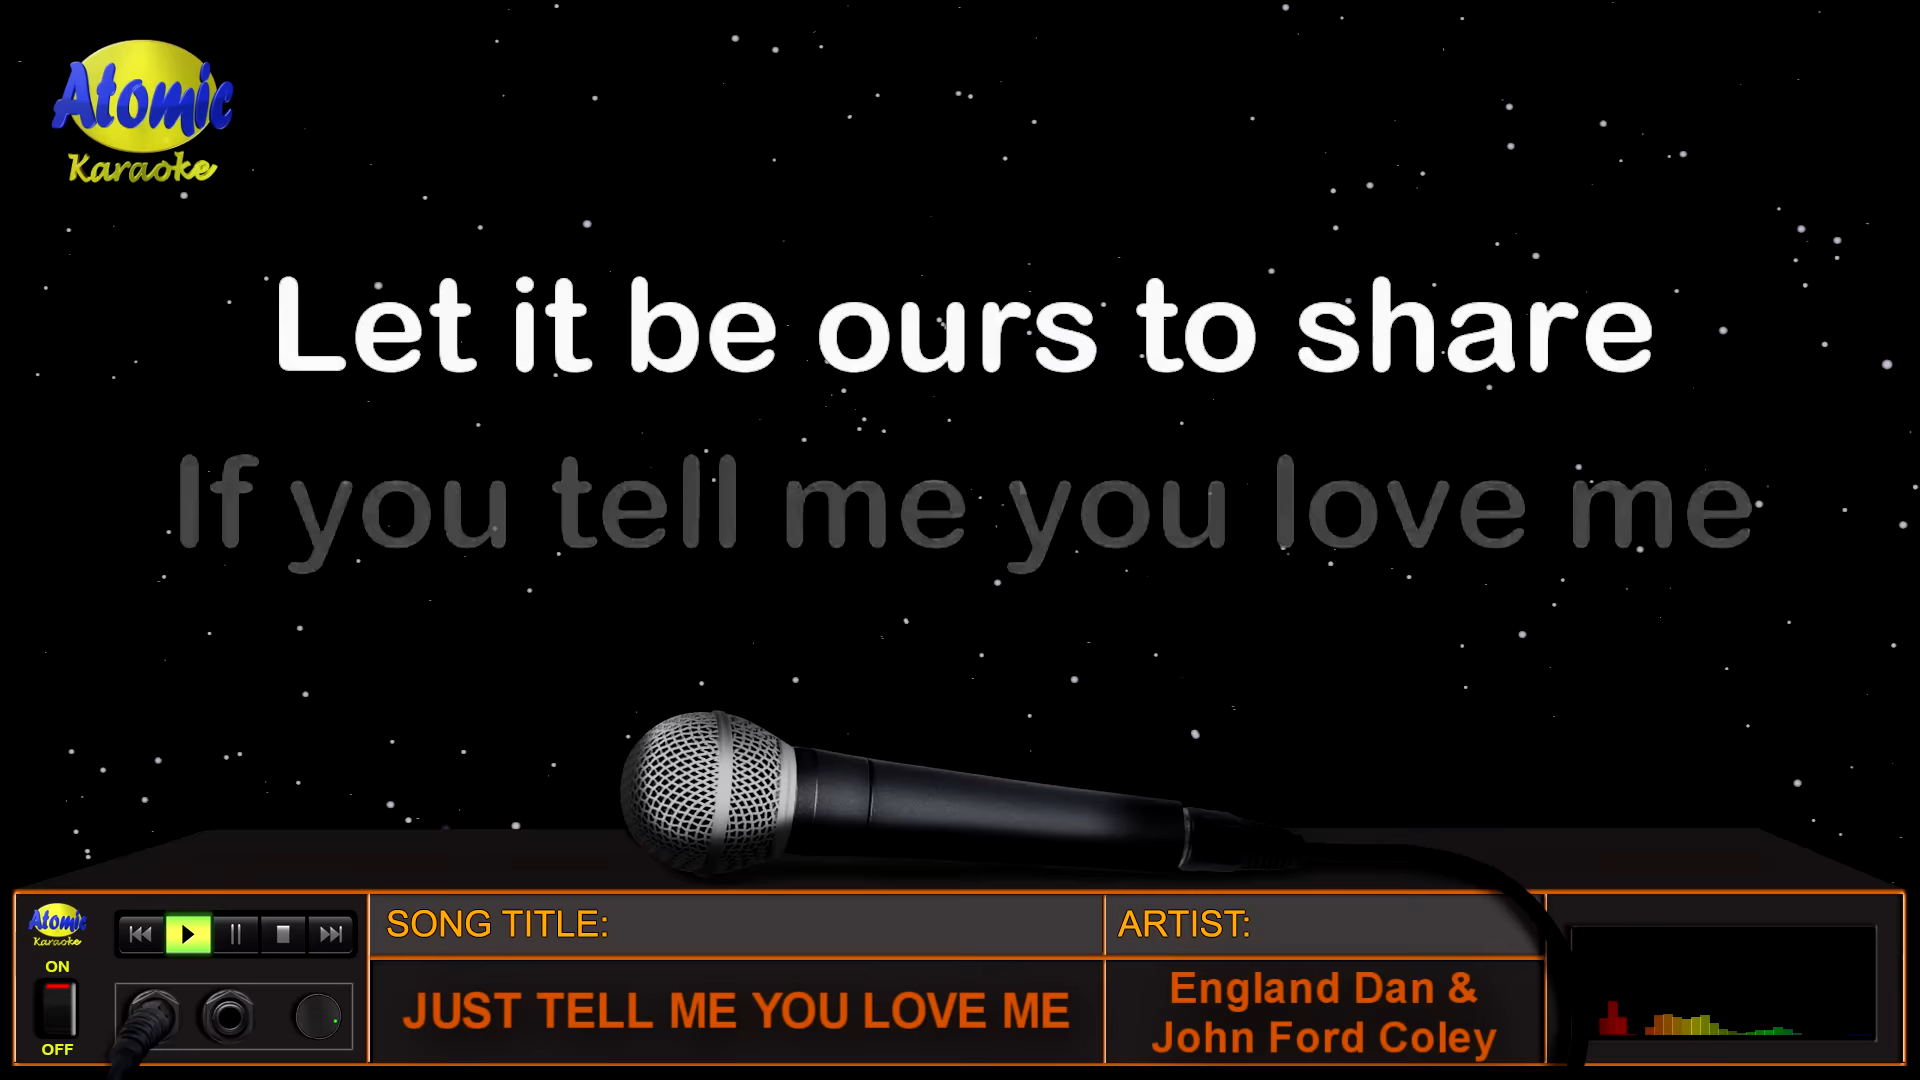 Atomic
Karaoke
Let it be ours to share
If you tell me you love me
Atomic
Karaoke
ON
OFF
SONG TITLE:
JUST TELL ME YOU LOVE ME
ARTIST:
England Dan &
John Ford Coley